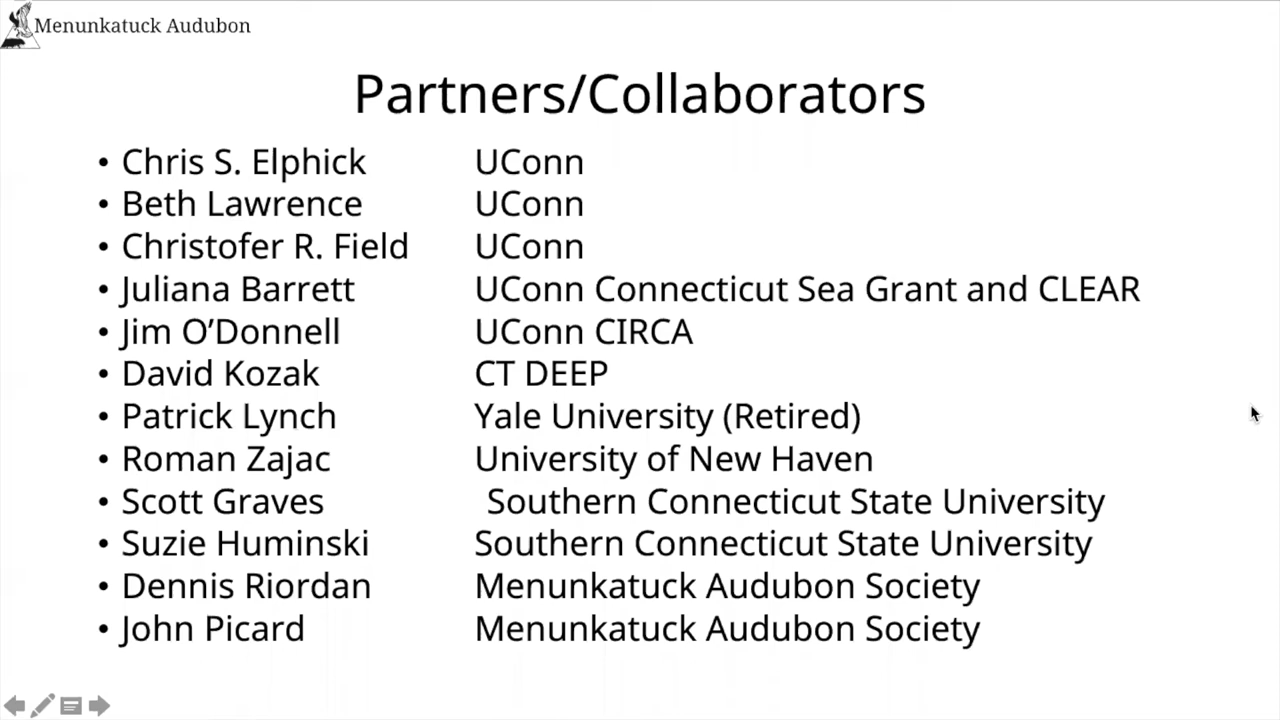 Menunkatuck Audubon
Partners/Collaborators
• Chris S. Elphick UConn
• Beth Lawrence UConn
• Christofer R. Field UConn
• Juliana Barrett UConn Connecticut Sea Grant and CLEAR
• Jim O’Donnell UConn CIRCA
• David Kozak CT DEEP
• Patrick Lynch Yale University (Retired)
• Roman Zajac University of New Haven
• Scott Graves Southern Connecticut State University
• Suzie Huminski Southern Connecticut State University
• Dennis Riordan Menunkatuck Audubon Society
• John Picard Menunkatuck Audubon Society